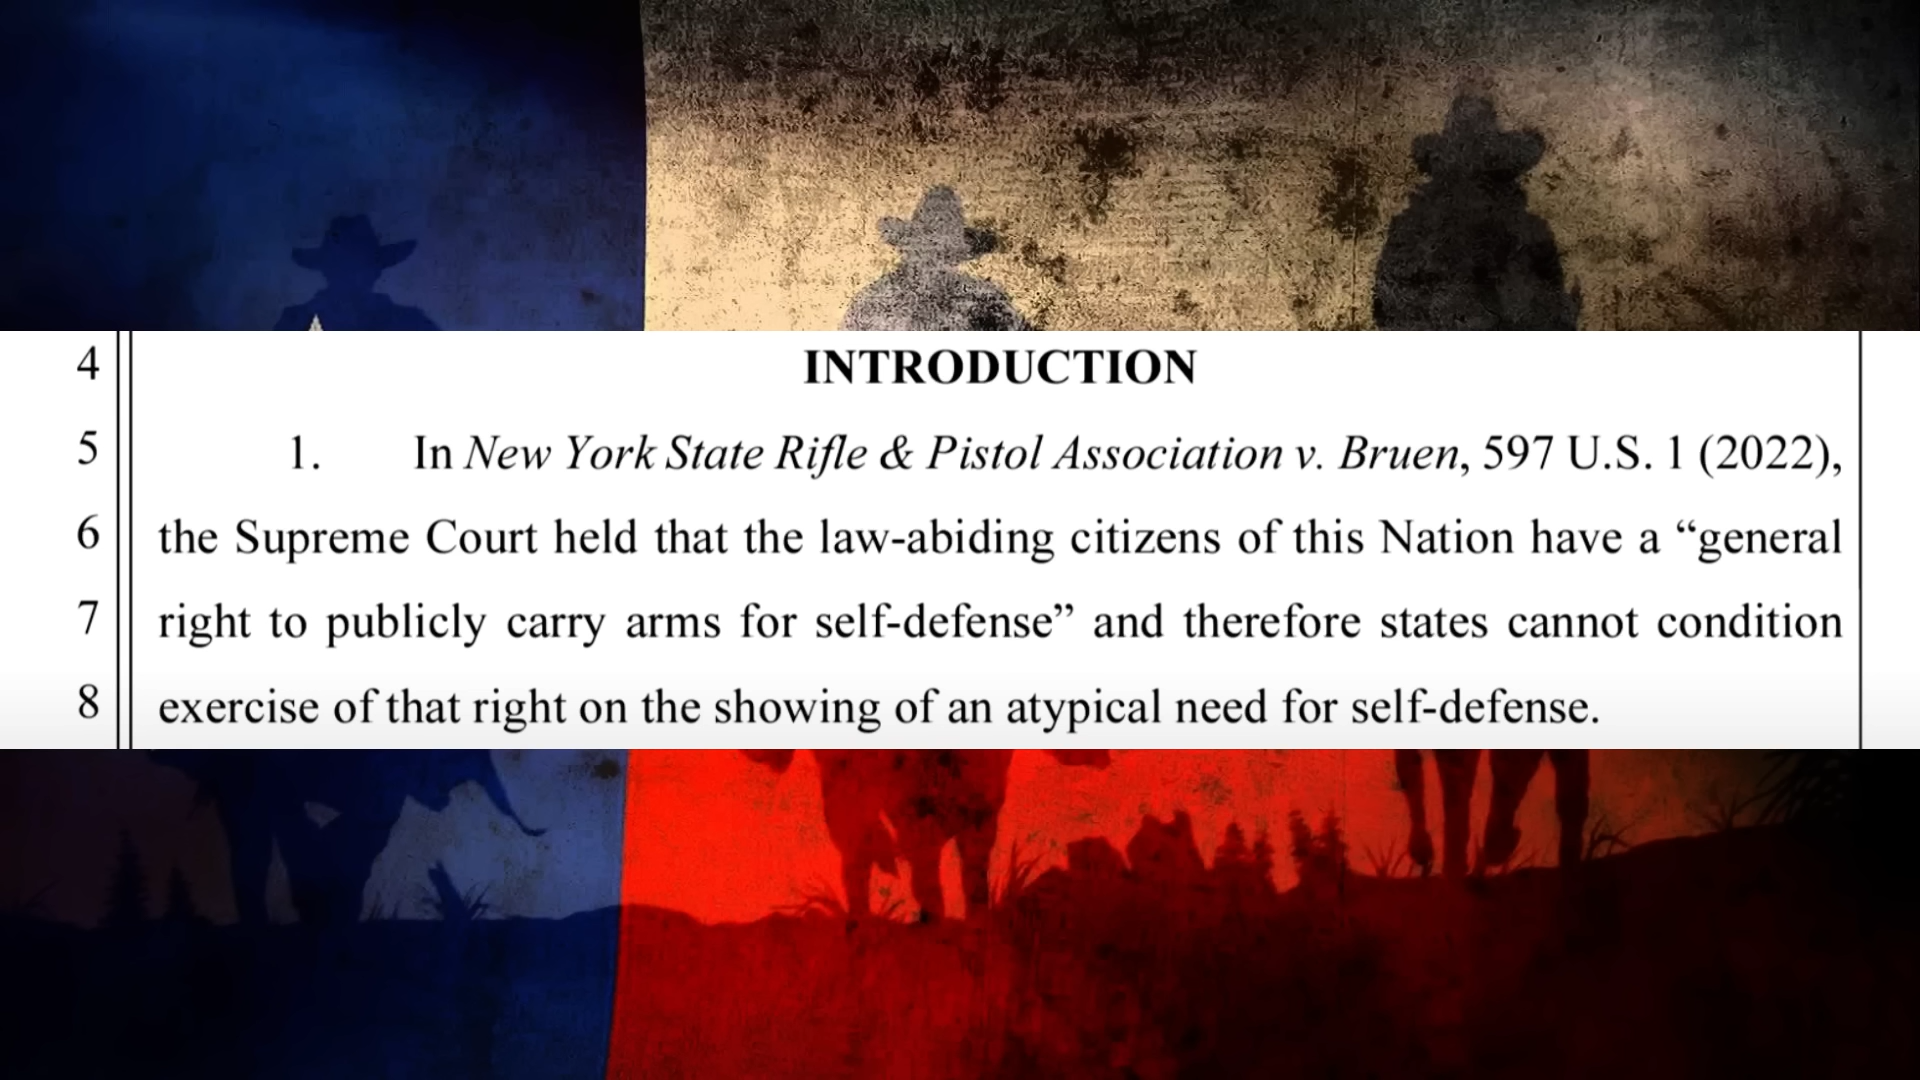 4 INTRODUCTION
5 1. In New York State Rifle & Pistol Association v. Bruen, 597 U.S. 1 (2022),
6 the Supreme Court held that the law-abiding citizens of this Nation have a “general
7 right to publicly carry arms for self-defense” and therefore states cannot condition
8 exercise of that right on the showing of an atypical need for self-defense.